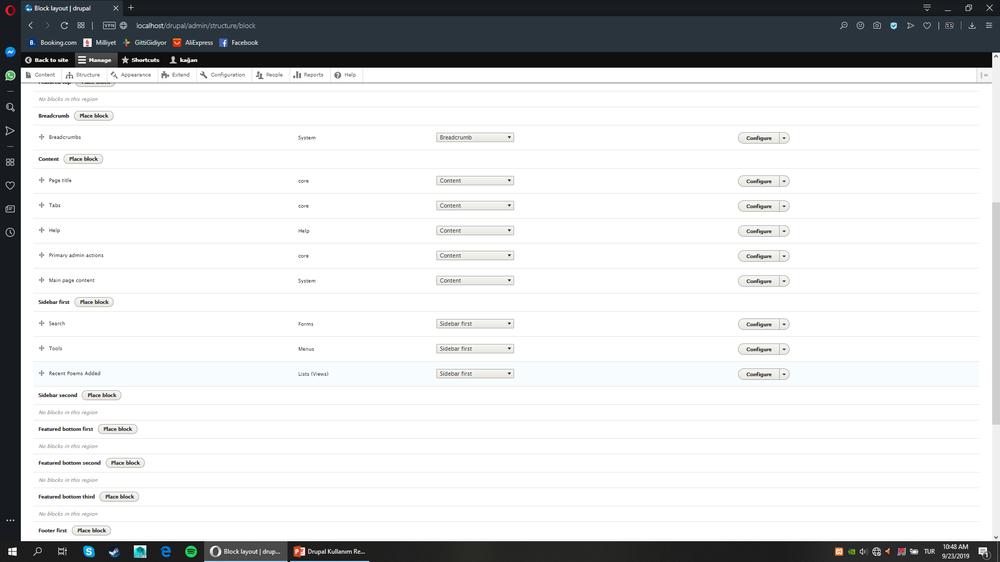 Block layout | drupal
VPN localhost/drupal/admin/structure/block
B. Booking.com Milliyet GittiGidiyor AliExpress Facebook
Back to site Manage Shortcuts kağan
Content Structure Appearance Extend Configuration People Reports Help
Featured top Place block
No blocks in this region
Breadcrumb Place block
Breadcrumbs System Breadcrumb Configure
Content Place block
Page title core Content Configure
Tabs core Content Configure
Help Help Content Configure
Primary admin actions core Content Configure
Main page content System Content Configure
Sidebar first Place block
Search Forms Sidebar first Configure
Tools Menus Sidebar first Configure
Recent Poems Added Lists (Views) Sidebar first Configure
Sidebar second Place block
No blocks in this region
Featured bottom first Place block
No blocks in this region
Featured bottom second Place block
No blocks in this region
Featured bottom third Place block
No blocks in this region
Footer first Place block
Block layout | drup... Drupal Kullanım Re... TUR 10:48 AM
9/23/2019 1